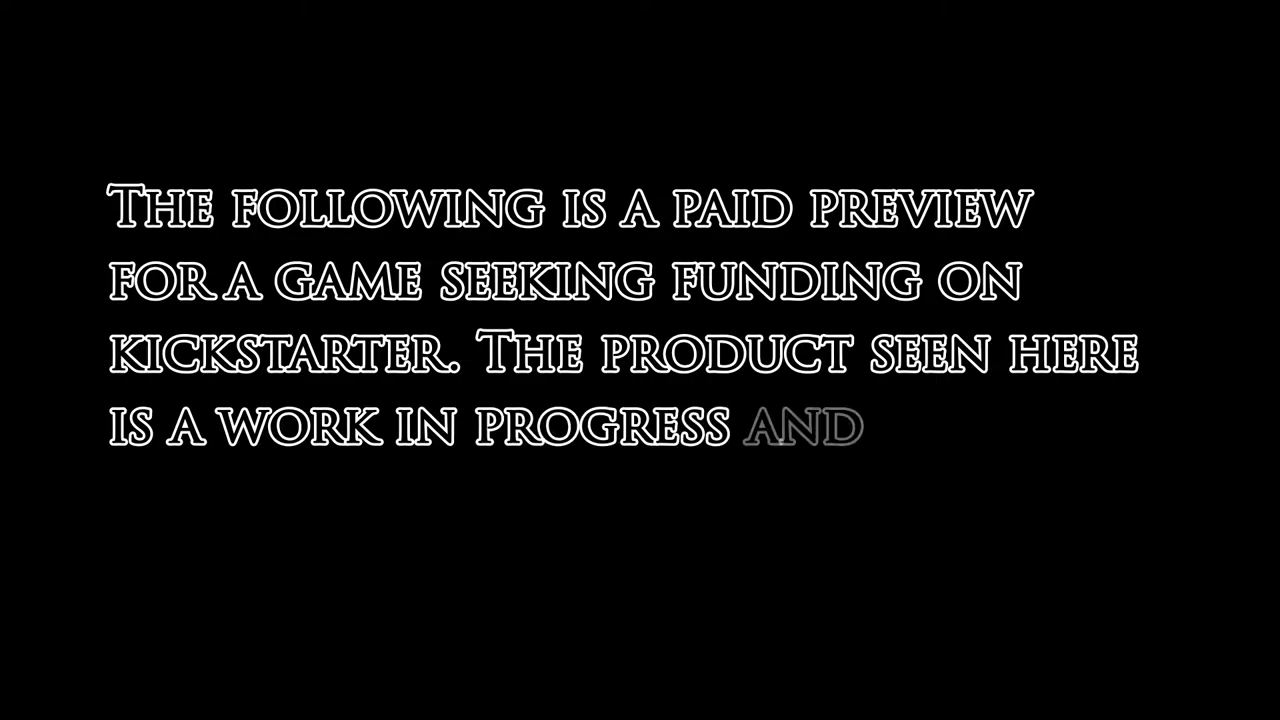 The following is a paid preview
for a game seeking funding on
kickstarter. The product seen here
is a work in progress and